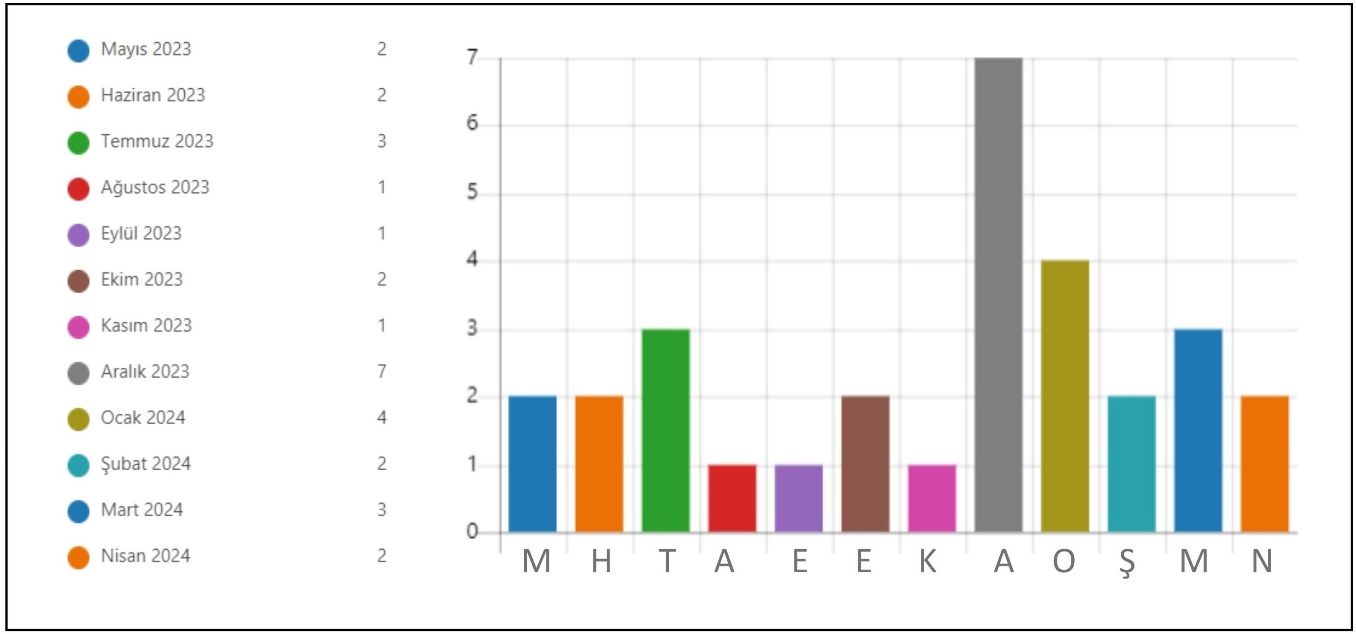 Mayıs 2023 2
Haziran 2023 2
Temmuz 2023 3
Ağustos 2023 1
Eylül 2023 1
Ekim 2023 2
Kasım 2023 1
Aralık 2023 7
Ocak 2024 4
Şubat 2024 2
Mart 2024 3
Nisan 2024 2
7
6
5
4
3
2
1
0
M H T A E E K A O Ş M N